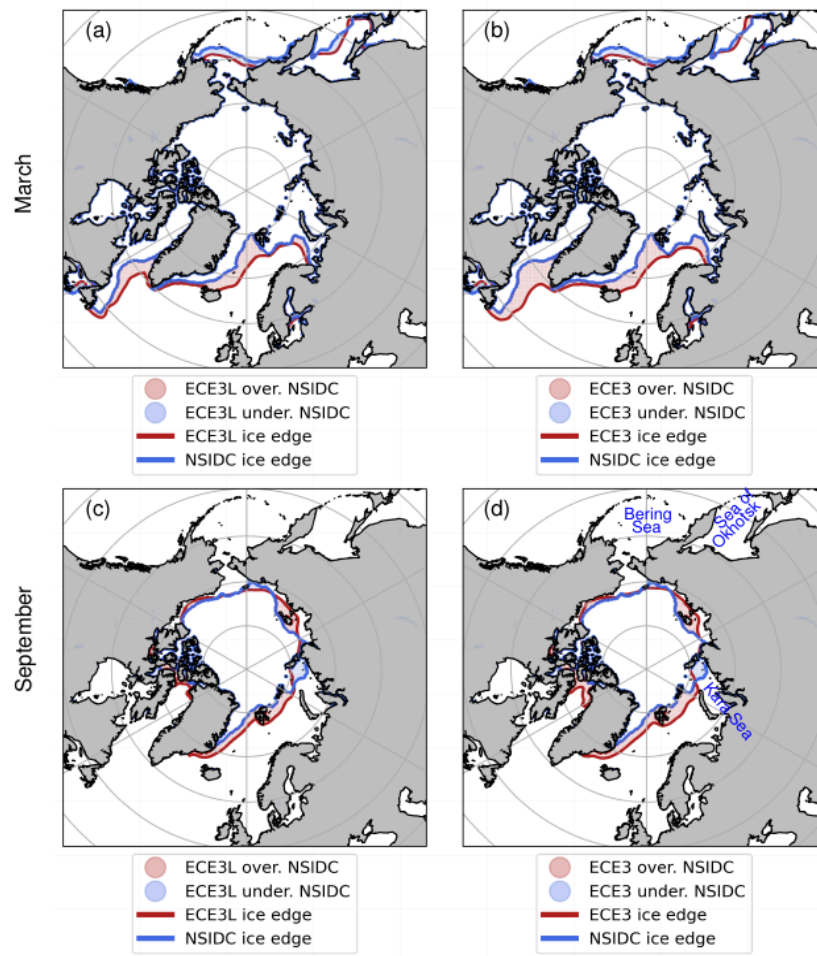 March
(a)
(b)
ECE3L over. NSIDC
ECE3L under. NSIDC
ECE3L ice edge
NSIDC ice edge
ECE3 over. NSIDC
ECE3 under. NSIDC
ECE3 ice edge
NSIDC ice edge
September
(c)
(d)
Bering
Sea
Sea of
Okhotsk
Kara Sea
ECE3L over. NSIDC
ECE3L under. NSIDC
ECE3L ice edge
NSIDC ice edge
ECE3 over. NSIDC
ECE3 under. NSIDC
ECE3 ice edge
NSIDC ice edge